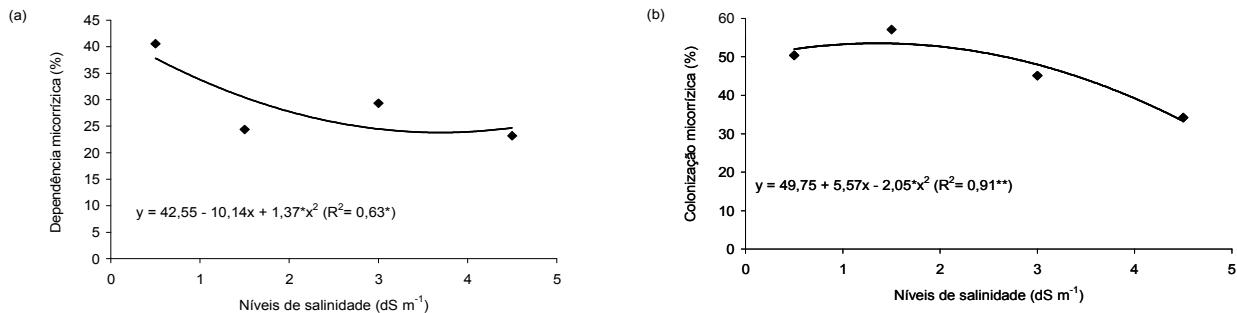 (a)
45
40
35
30
25
20
15
10
5
0
Dependência micorrízica (%)
y = 42,55 - 10,14x + 1,37*x² (R²= 0,63*)
0 1 2 3 4 5
Níveis de salinidade (dS m⁻¹)
(b)
60
50
40
30
20
10
0
Colonização micorrízica (%)
y = 49,75 + 5,57x - 2,05*x² (R²= 0,91**)
0 1 2 3 4 5
Níveis de salinidade (dS m⁻¹)